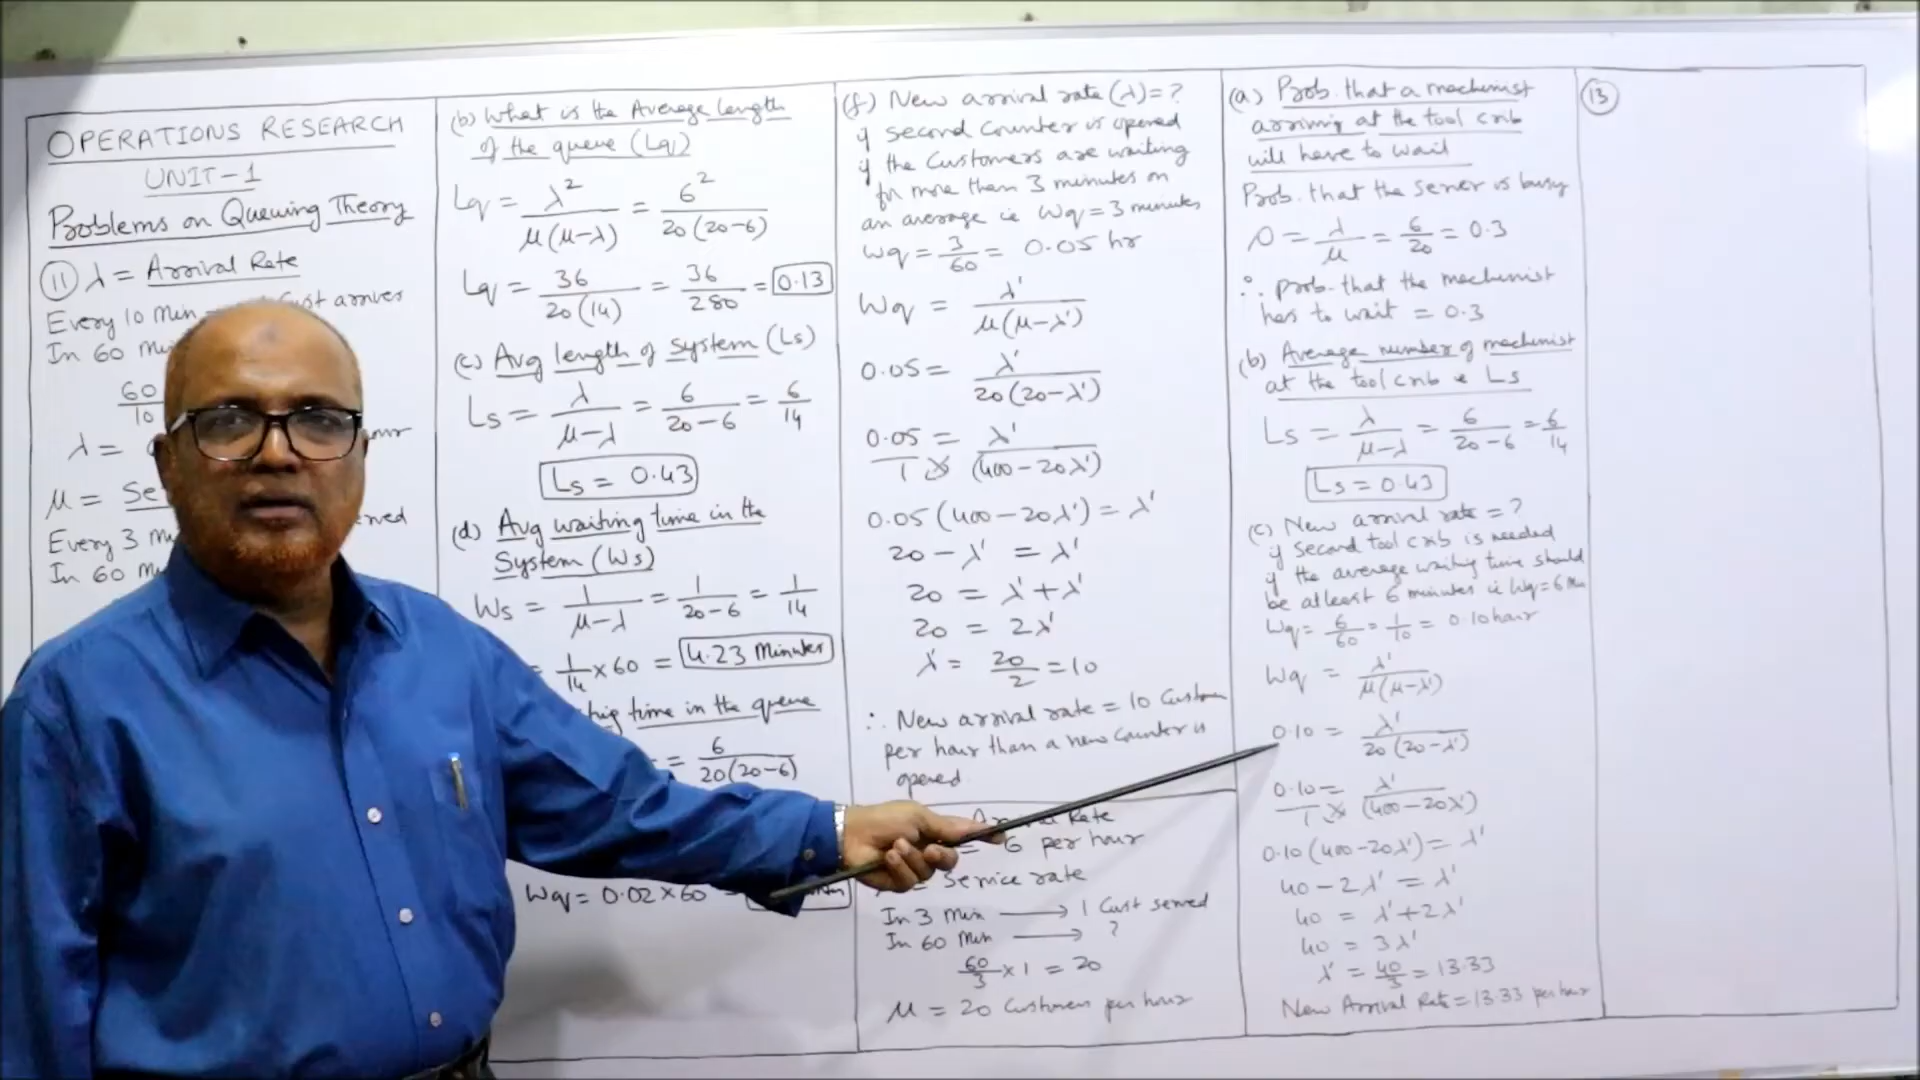 OPERATIONS RESEARCH
UNIT-1
Problems on Queuing Theory
(11) λ = Arrival Rate
Every 10 Min arrives
In 60
60
10
λ =
μ =
Every 3
In 60
(b) What is the Average length
of the queue (Lq)
Lq = λ²/μ(μ-λ) = 6²/20(20-6)
Lq = 36/20(14) = 36/280 = 0.13
(c) Avg length of system (Ls)
Ls = λ/μ-λ = 6/20-6 = 6/14
Ls = 0.43
(d) Avg waiting time in the
System (Ws)
Ws = 1/μ-λ = 1/20-6 = 1/14
= 1/14 × 60 = 4.23 Minutes
time in the queue
= 6/20(20-6)
Wq = 0.02×60 =
(f) New arrival rate (λ) = ?
if second counter is opened
if the Customers are waiting
for more than 3 minutes on
an average ie Wq = 3 minutes
Wq = 3/60 = 0.05 hr
Wq = λ'/μ(μ-λ')
0.05 = λ'/20(20-λ')
0.05/1 = λ'/(400-20λ')
0.05 (400-20λ') = λ'
20 - λ' = λ'
20 = λ' + λ'
20 = 2λ'
λ' = 20/2 = 10
∴ New arrival rate = 10 Customer
per hour than a new counter is
opened
Rate
= 6 per hour
= Service rate
In 3 Min → 1 Cust served
In 60 Min → ?
60/3 × 1 = 20
μ = 20 Customers per hour
(a) Prob. that a machinist
arriving at the tool crib
will have to wait
Prob. that the server is busy
ρ = λ/μ = 6/20 = 0.3
∴ prob. that the machinist
has to wait = 0.3
(b) Average number of machinist
at the tool crib Ls
Ls = λ/μ-λ = 6/20-6 = 6/14
Ls = 0.43
(c) New arrival rate = ?
if second tool crib is needed
if the average waiting time should
be atleast 6 minutes ie Wq = 6 Min
Wq = 6/60 = 1/10 = 0.10 hour
Wq = λ'/μ(μ-λ')
0.10 = λ'/20(20-λ')
0.10/1 = λ'/(400-20λ')
0.10 (400-20λ') = λ'
40 - 2λ' = λ'
40 = λ' + 2λ'
40 = 3λ'
λ' = 40/3 = 13.33
New Arrival Rate = 13.33 per hour
(13)